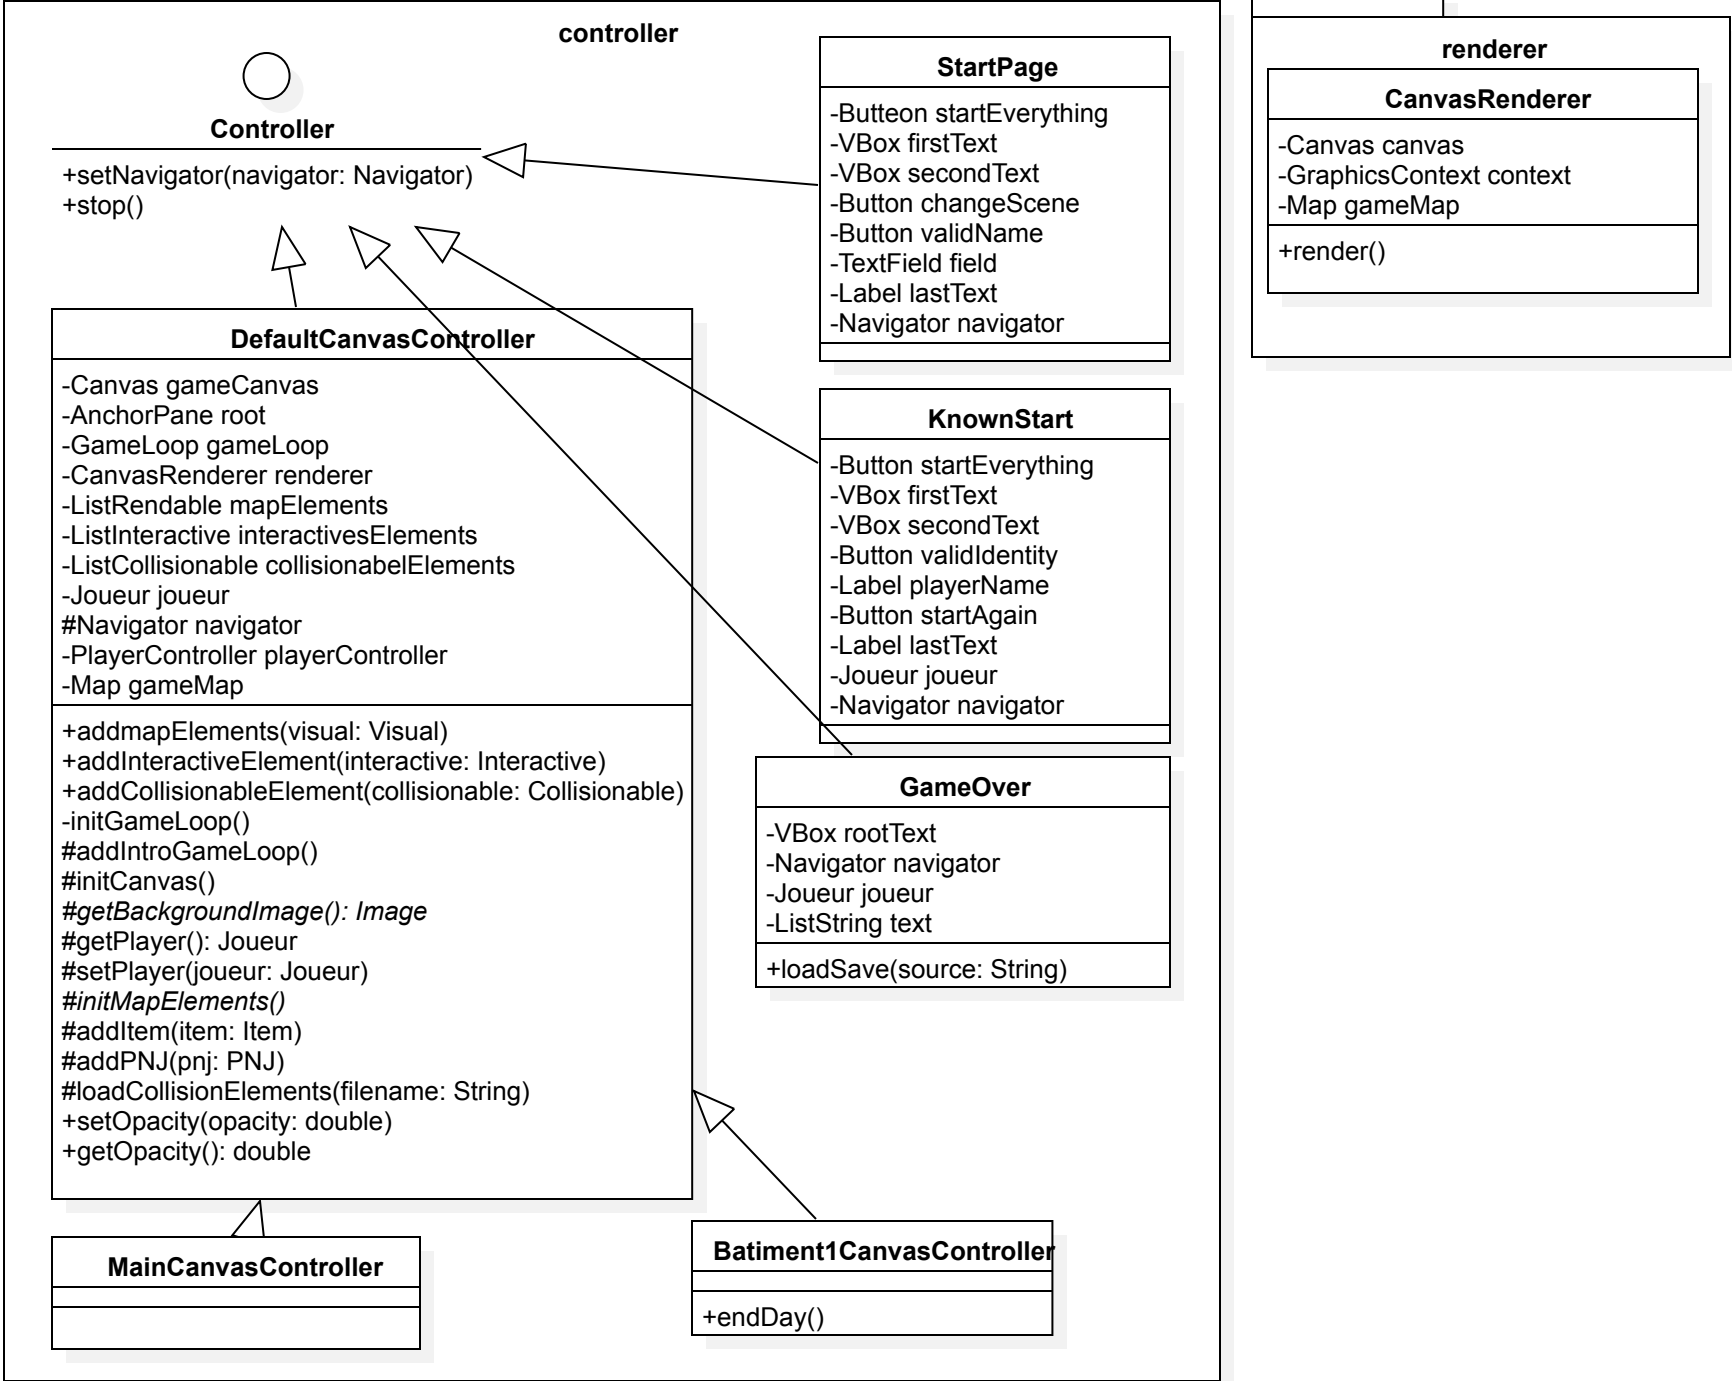 controller
Controller
+setNavigator(navigator: Navigator)
+stop()
StartPage
-Butteon startEverything
-VBox firstText
-VBox secondText
-Button changeScene
-Button validName
-TextField field
-Label lastText
-Navigator navigator
DefaultCanvasController
-Canvas gameCanvas
-AnchorPane root
-GameLoop gameLoop
-CanvasRenderer renderer
-ListRendable mapElements
-ListInteractive interactivesElements
-ListCollisionable collisionabelElements
-Joueur joueur
#Navigator navigator
-PlayerController playerController
-Map gameMap
+addmapElements(visual: Visual)
+addInteractiveElement(interactive: Interactive)
+addCollisionableElement(collisionable: Collisionable)
-initGameLoop()
#addIntroGameLoop()
#initCanvas()
#getBackgroundImage(): Image
#getPlayer(): Joueur
#setPlayer(joueur: Joueur)
#initMapElements()
#addItem(item: Item)
#addPNJ(pnj: PNJ)
#loadCollisionElements(filename: String)
+setOpacity(opacity: double)
+getOpacity(): double
KnownStart
-Button startEverything
-VBox firstText
-VBox secondText
-Button validIdentity
-Label playerName
-Button startAgain
-Label lastText
-Joueur joueur
-Navigator navigator
GameOver
-VBox rootText
-Navigator navigator
-Joueur joueur
-ListString text
+loadSave(source: String)
MainCanvasController
Batiment1CanvasController
+endDay()
renderer
CanvasRenderer
-Canvas canvas
-GraphicsContext context
-Map gameMap
+render()